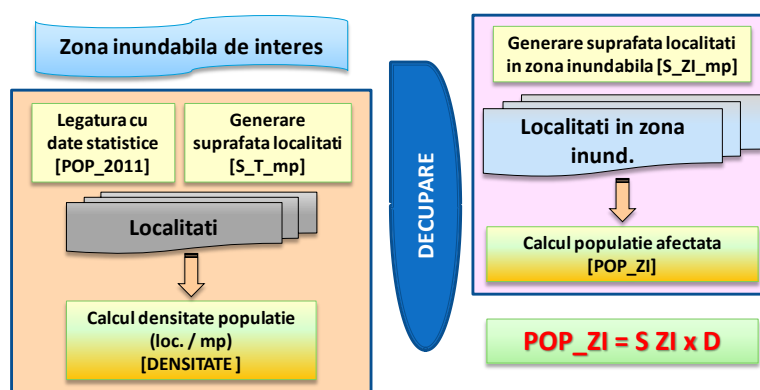 Zona inundabila de interes
Legatura cu
date statistice
[POP_2011]
Generare
suprafata localitati
[S_T_mp]
Localitati
Calcul densitate populatie
(loc. / mp)
[DENSITATE ]
DECUPARE
Generare suprafata localitati
in zona inundabila [S_ZI_mp]
Localitati in zona
inund.
Calcul populatie afectata
[POP_ZI]
POP_ZI = S ZI x D